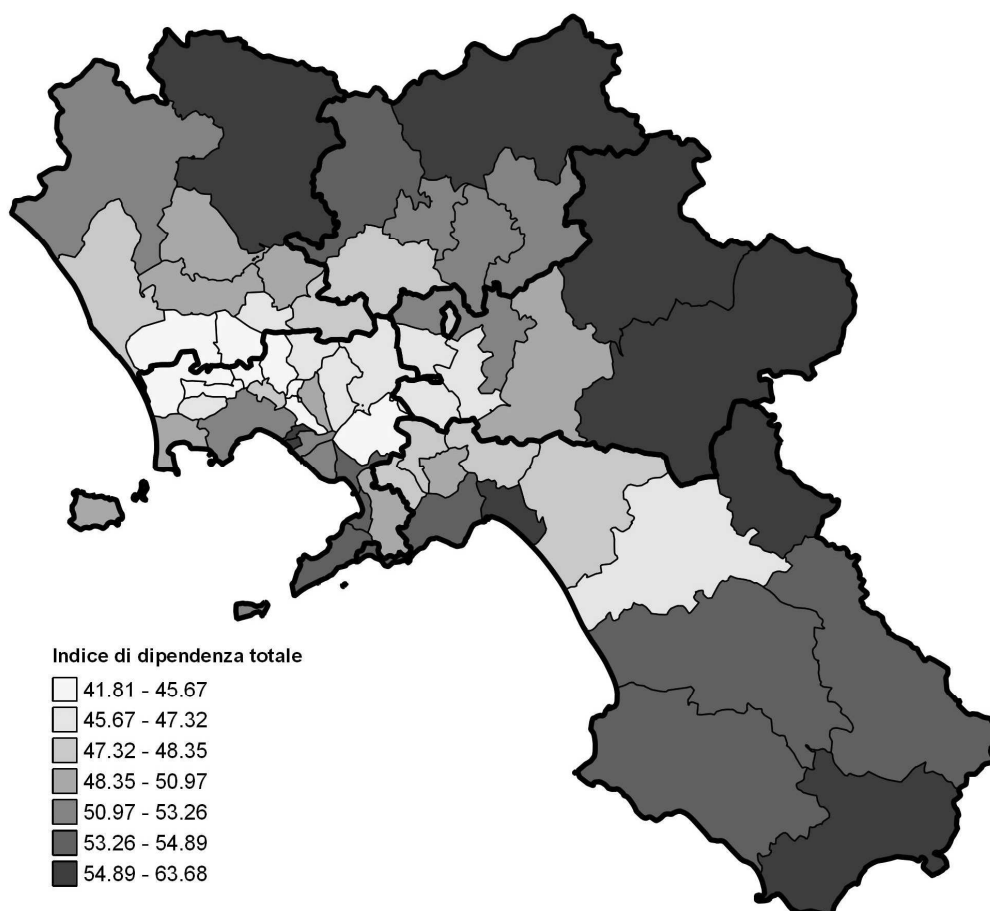 Indice di dipendenza totale
41.81 - 45.67
45.67 - 47.32
47.32 - 48.35
48.35 - 50.97
50.97 - 53.26
53.26 - 54.89
54.89 - 63.68